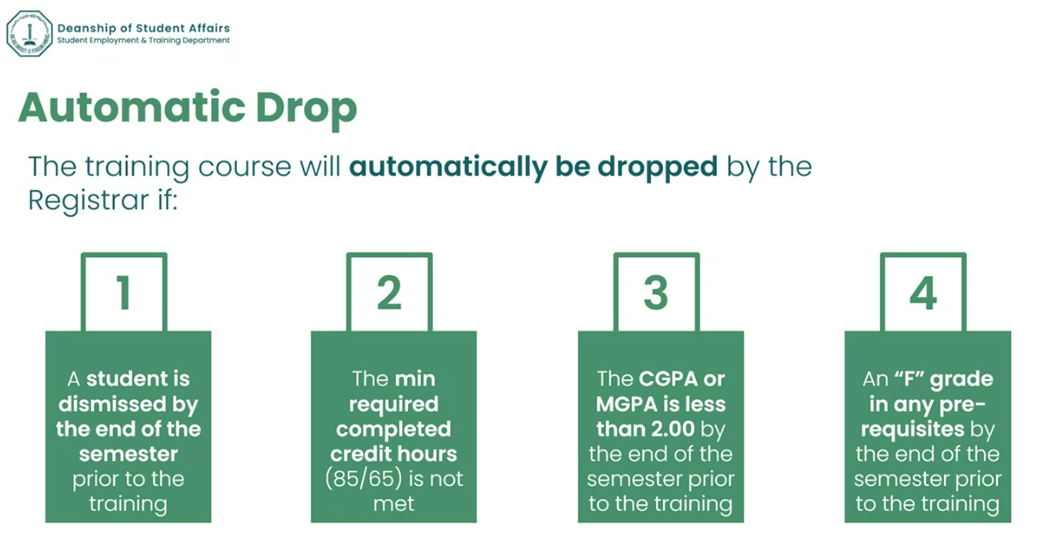 Deanship of Student Affairs
Student Employment & Training Department
Automatic Drop
The training course will automatically be dropped by the
Registrar if:
1
A student is
dismissed by
the end of the
semester
prior to the
training
2
The min
required
completed
credit hours
(85/65) is not
met
3
The CGPA or
MGPA is less
than 2.00 by
the end of the
semester prior
to the training
4
An “F” grade
in any pre-
requisites by
the end of the
semester prior
to the training